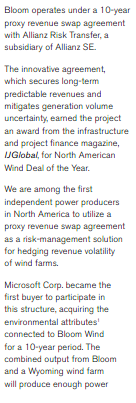 Bloom operates under a 10-year
proxy revenue swap agreement
with Allianz Risk Transfer, a
subsidiary of Allianz SE.
The innovative agreement,
which secures long-term
predictable revenues and
mitigates generation volume
uncertainty, earned the project
an award from the infrastructure
and project finance magazine,
IJGlobal, for North American
Wind Deal of the Year.
We are among the first
independent power producers
in North America to utilize a
proxy revenue swap agreement
as a risk-management solution
for hedging revenue volatility
of wind farms.
Microsoft Corp. became the
first buyer to participate in
this structure, acquiring the
environmental attributes¹
connected to Bloom Wind
for a 10-year period. The
combined output from Bloom
and a Wyoming wind farm
will produce enough power